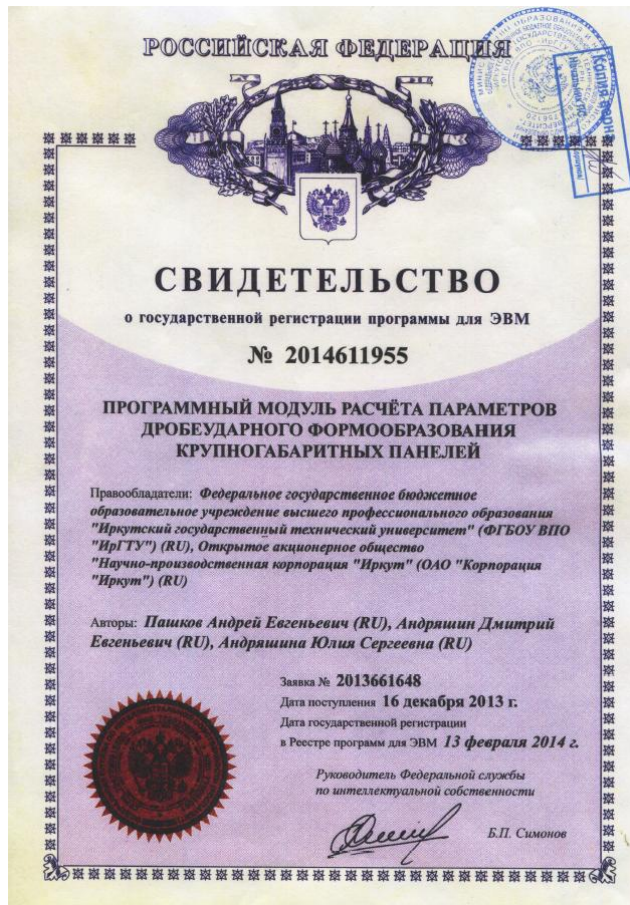 РОССИЙСКАЯ ФЕДЕРАЦИЯ
Копия верна
СВИДЕТЕЛЬСТВО
о государственной регистрации программы для ЭВМ
№ 2014611955
ПРОГРАММНЫЙ МОДУЛЬ РАСЧЁТА ПАРАМЕТРОВ
ДРОБЕУДАРНОГО ФОРМООБРАЗОВАНИЯ
КРУПНОГАБАРИТНЫХ ПАНЕЛЕЙ
Правообладатели: Федеральное государственное бюджетное
образовательное учреждение высшего профессионального образования
"Иркутский государственный технический университет" (ФГБОУ ВПО
"ИрГТУ") (RU), Открытое акционерное общество
"Научно-производственная корпорация "Иркут" (ОАО "Корпорация
"Иркут") (RU)
Авторы: Пашков Андрей Евгеньевич (RU), Андряшин Дмитрий
Евгеньевич (RU), Андряшина Юлия Сергеевна (RU)
Заявка № 2013661648
Дата поступления 16 декабря 2013 г.
Дата государственной регистрации
в Реестре программ для ЭВМ 13 февраля 2014 г.
Руководитель Федеральной службы
по интеллектуальной собственности
Б.П. Симонов